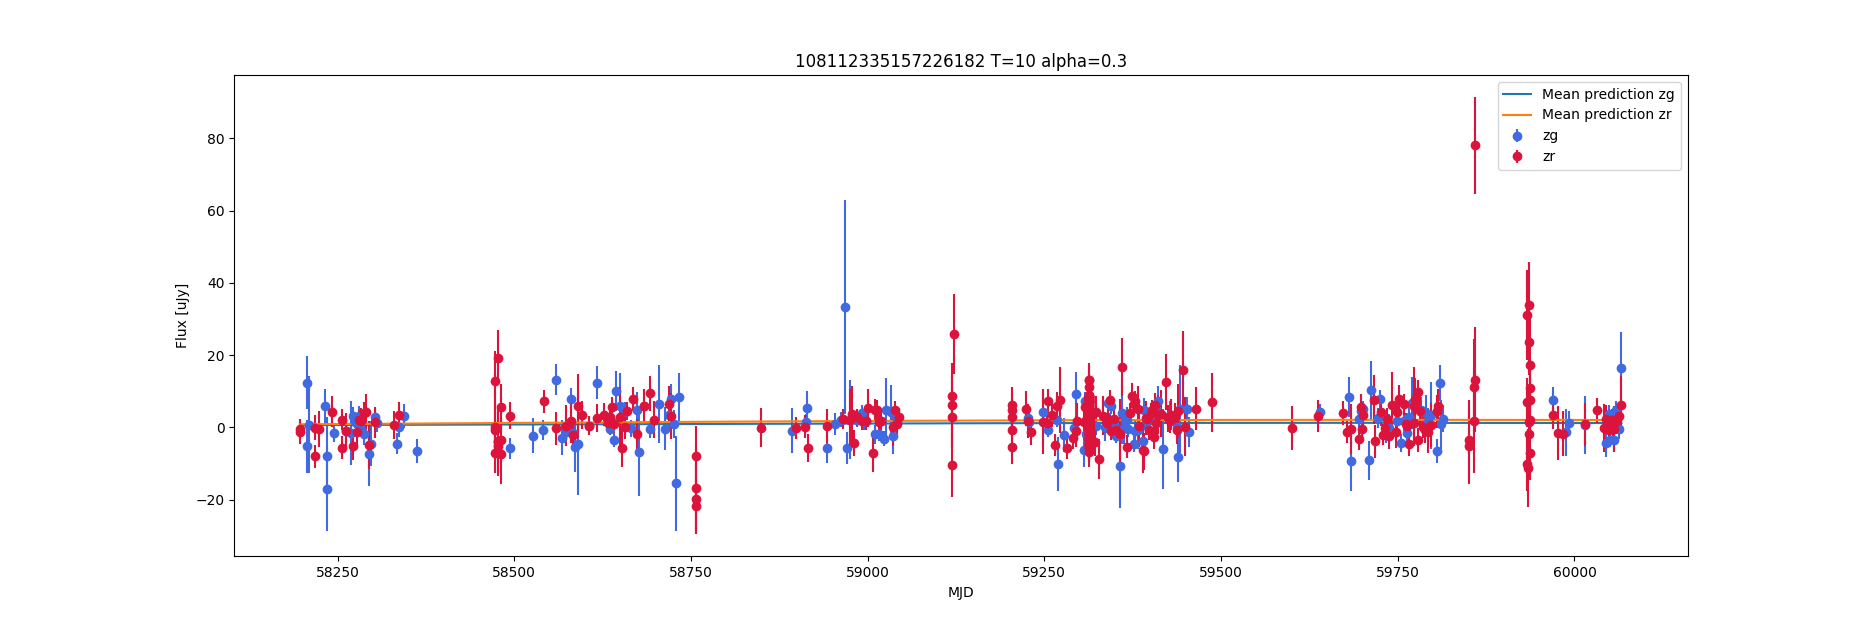 108112335157226182 T=10 alpha=0.3
Mean prediction zg
Mean prediction zr
zg
zr
Flux [uJy]
80
60
40
20
0
−20
58250 58500 58750 59000 59250 59500 59750 60000
MJD